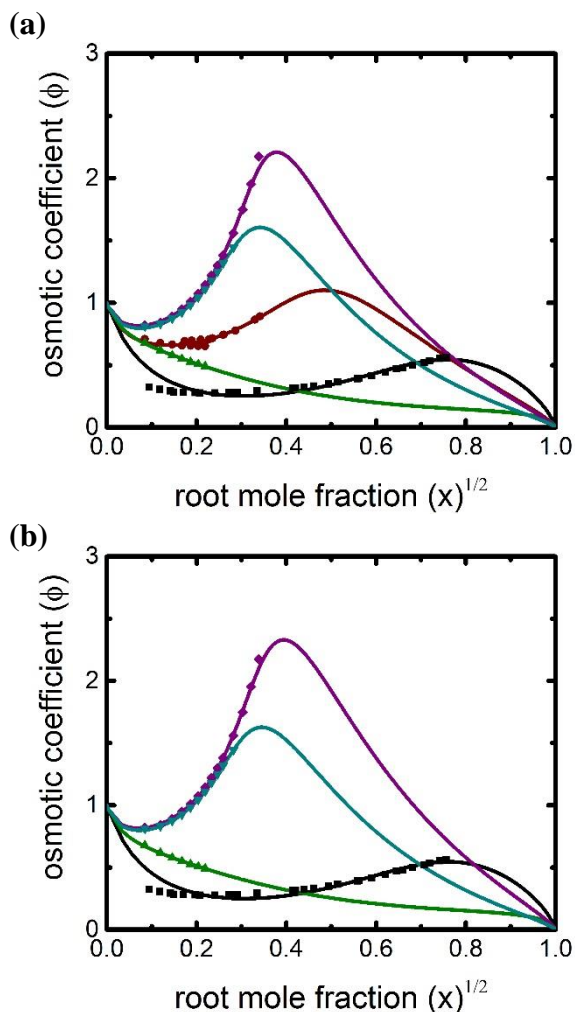 (a)
3
2
1
0
osmotic coefficient (ϕ)
0.0 0.2 0.4 0.6 0.8 1.0
root mole fraction (x)^1/2
(b)
3
2
1
0
osmotic coefficient (ϕ)
0.0 0.2 0.4 0.6 0.8 1.0
root mole fraction (x)^1/2